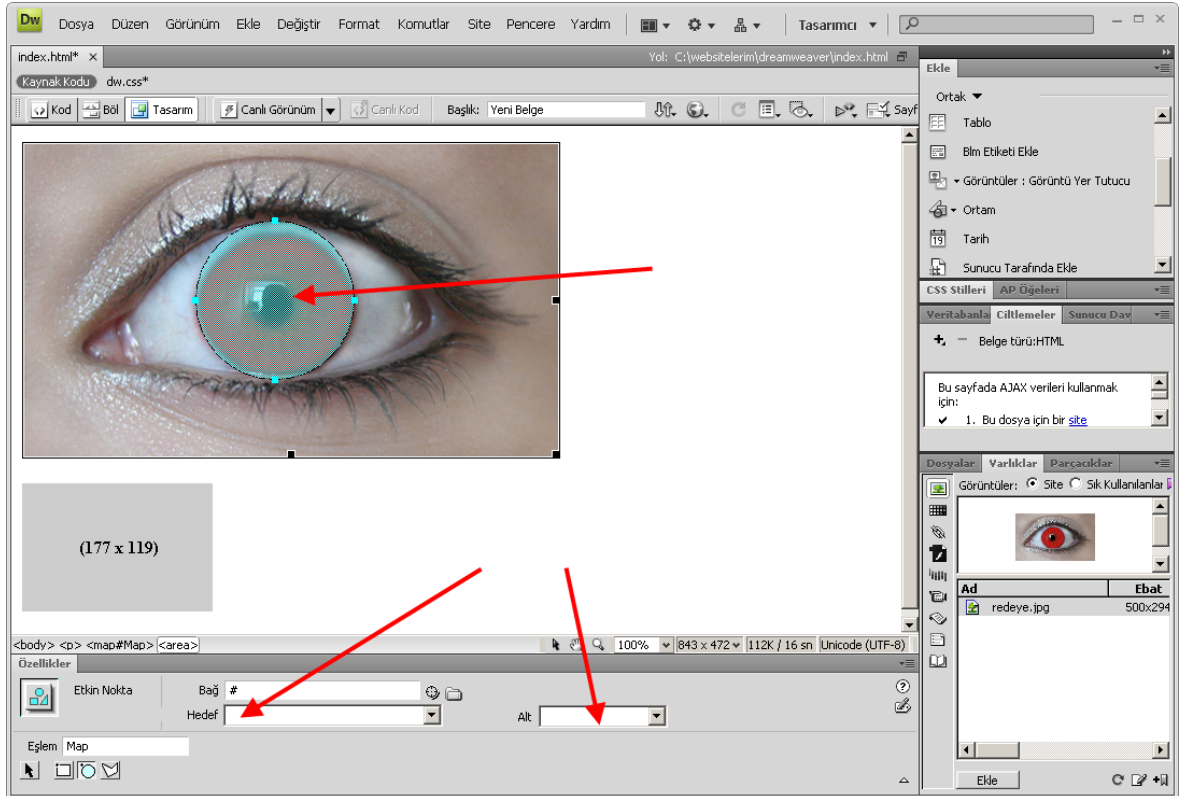 Dw Dosya Düzen Görünüm Ekle Değiştir Format Komutlar Site Pencere Yardım Tasarımcı
index.html* Yol: C:\websitelerim\dreamweaver\index.html
Kaynak Kodu dw.css*
Kod Böl Tasarım Canlı Görünüm Canlı Kod Başlık: Yeni Belge Sayf
(177 x 119)
<body> <p> <map#Map> <area> 100% 843 x 472 112K / 16 sn Unicode (UTF-8)
Özellikler
Etkin Nokta Bağ #
Hedef Alt
Eşlem Map
Ekle
Ortak
Tablo
Blm Etiketi Ekle
Görüntüler : Görüntü Yer Tutucu
Ortam
19 Tarih
Sunucu Tarafında Ekle
CSS Stilleri AP Öğeleri
Veritabanla Ciltlemeler Sunucu Dav
Belge türü:HTML
Bu sayfada AJAX verileri kullanmak
için:
1. Bu dosya için bir site
Dosyalar Varlıklar Parçacıklar
Görüntüler: Site Sık Kullanılanlar
Ad Ebat
redeye.jpg 500x294
Ekle